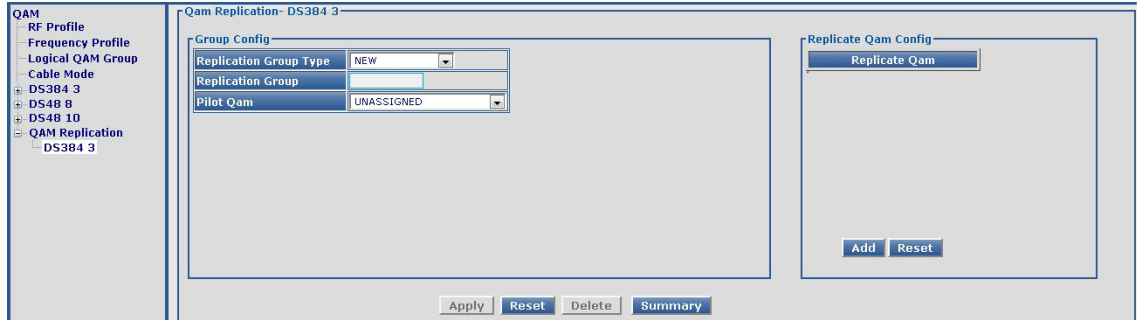 QAM
RF Profile
Frequency Profile
Logical QAM Group
Cable Mode
DS384 3
DS48 8
DS48 10
QAM Replication
DS384 3
Qam Replication- DS384 3
Group Config
Replication Group Type NEW
Replication Group
Pilot Qam UNASSIGNED
Replicate Qam Config
Replicate Qam
Add Reset
Apply Reset Delete Summary